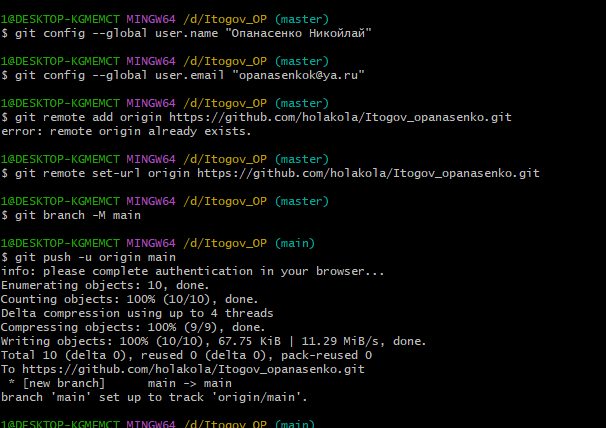 1@DESKTOP-KGMEMCT MINGW64 /d/Itogov_OP (master)
$ git config --global user.name "Опанасенко Никойлай"
1@DESKTOP-KGMEMCT MINGW64 /d/Itogov_OP (master)
$ git config --global user.email "opanasenkok@ya.ru"
1@DESKTOP-KGMEMCT MINGW64 /d/Itogov_OP (master)
$ git remote add origin https://github.com/holakola/Itogov_opanasenko.git
error: remote origin already exists.
1@DESKTOP-KGMEMCT MINGW64 /d/Itogov_OP (master)
$ git remote set-url origin https://github.com/holakola/Itogov_opanasenko.git
1@DESKTOP-KGMEMCT MINGW64 /d/Itogov_OP (master)
$ git branch -M main
1@DESKTOP-KGMEMCT MINGW64 /d/Itogov_OP (main)
$ git push -u origin main
info: please complete authentication in your browser...
Enumerating objects: 10, done.
Counting objects: 100% (10/10), done.
Delta compression using up to 4 threads
Compressing objects: 100% (9/9), done.
Writing objects: 100% (10/10), 67.75 KiB | 11.29 MiB/s, done.
Total 10 (delta 0), reused 0 (delta 0), pack-reused 0
To https://github.com/holakola/Itogov_opanasenko.git
 * [new branch]      main -> main
branch 'main' set up to track 'origin/main'.
1@DESKTOP-KGMEMCT MINGW64 /d/Itogov_OP (main)